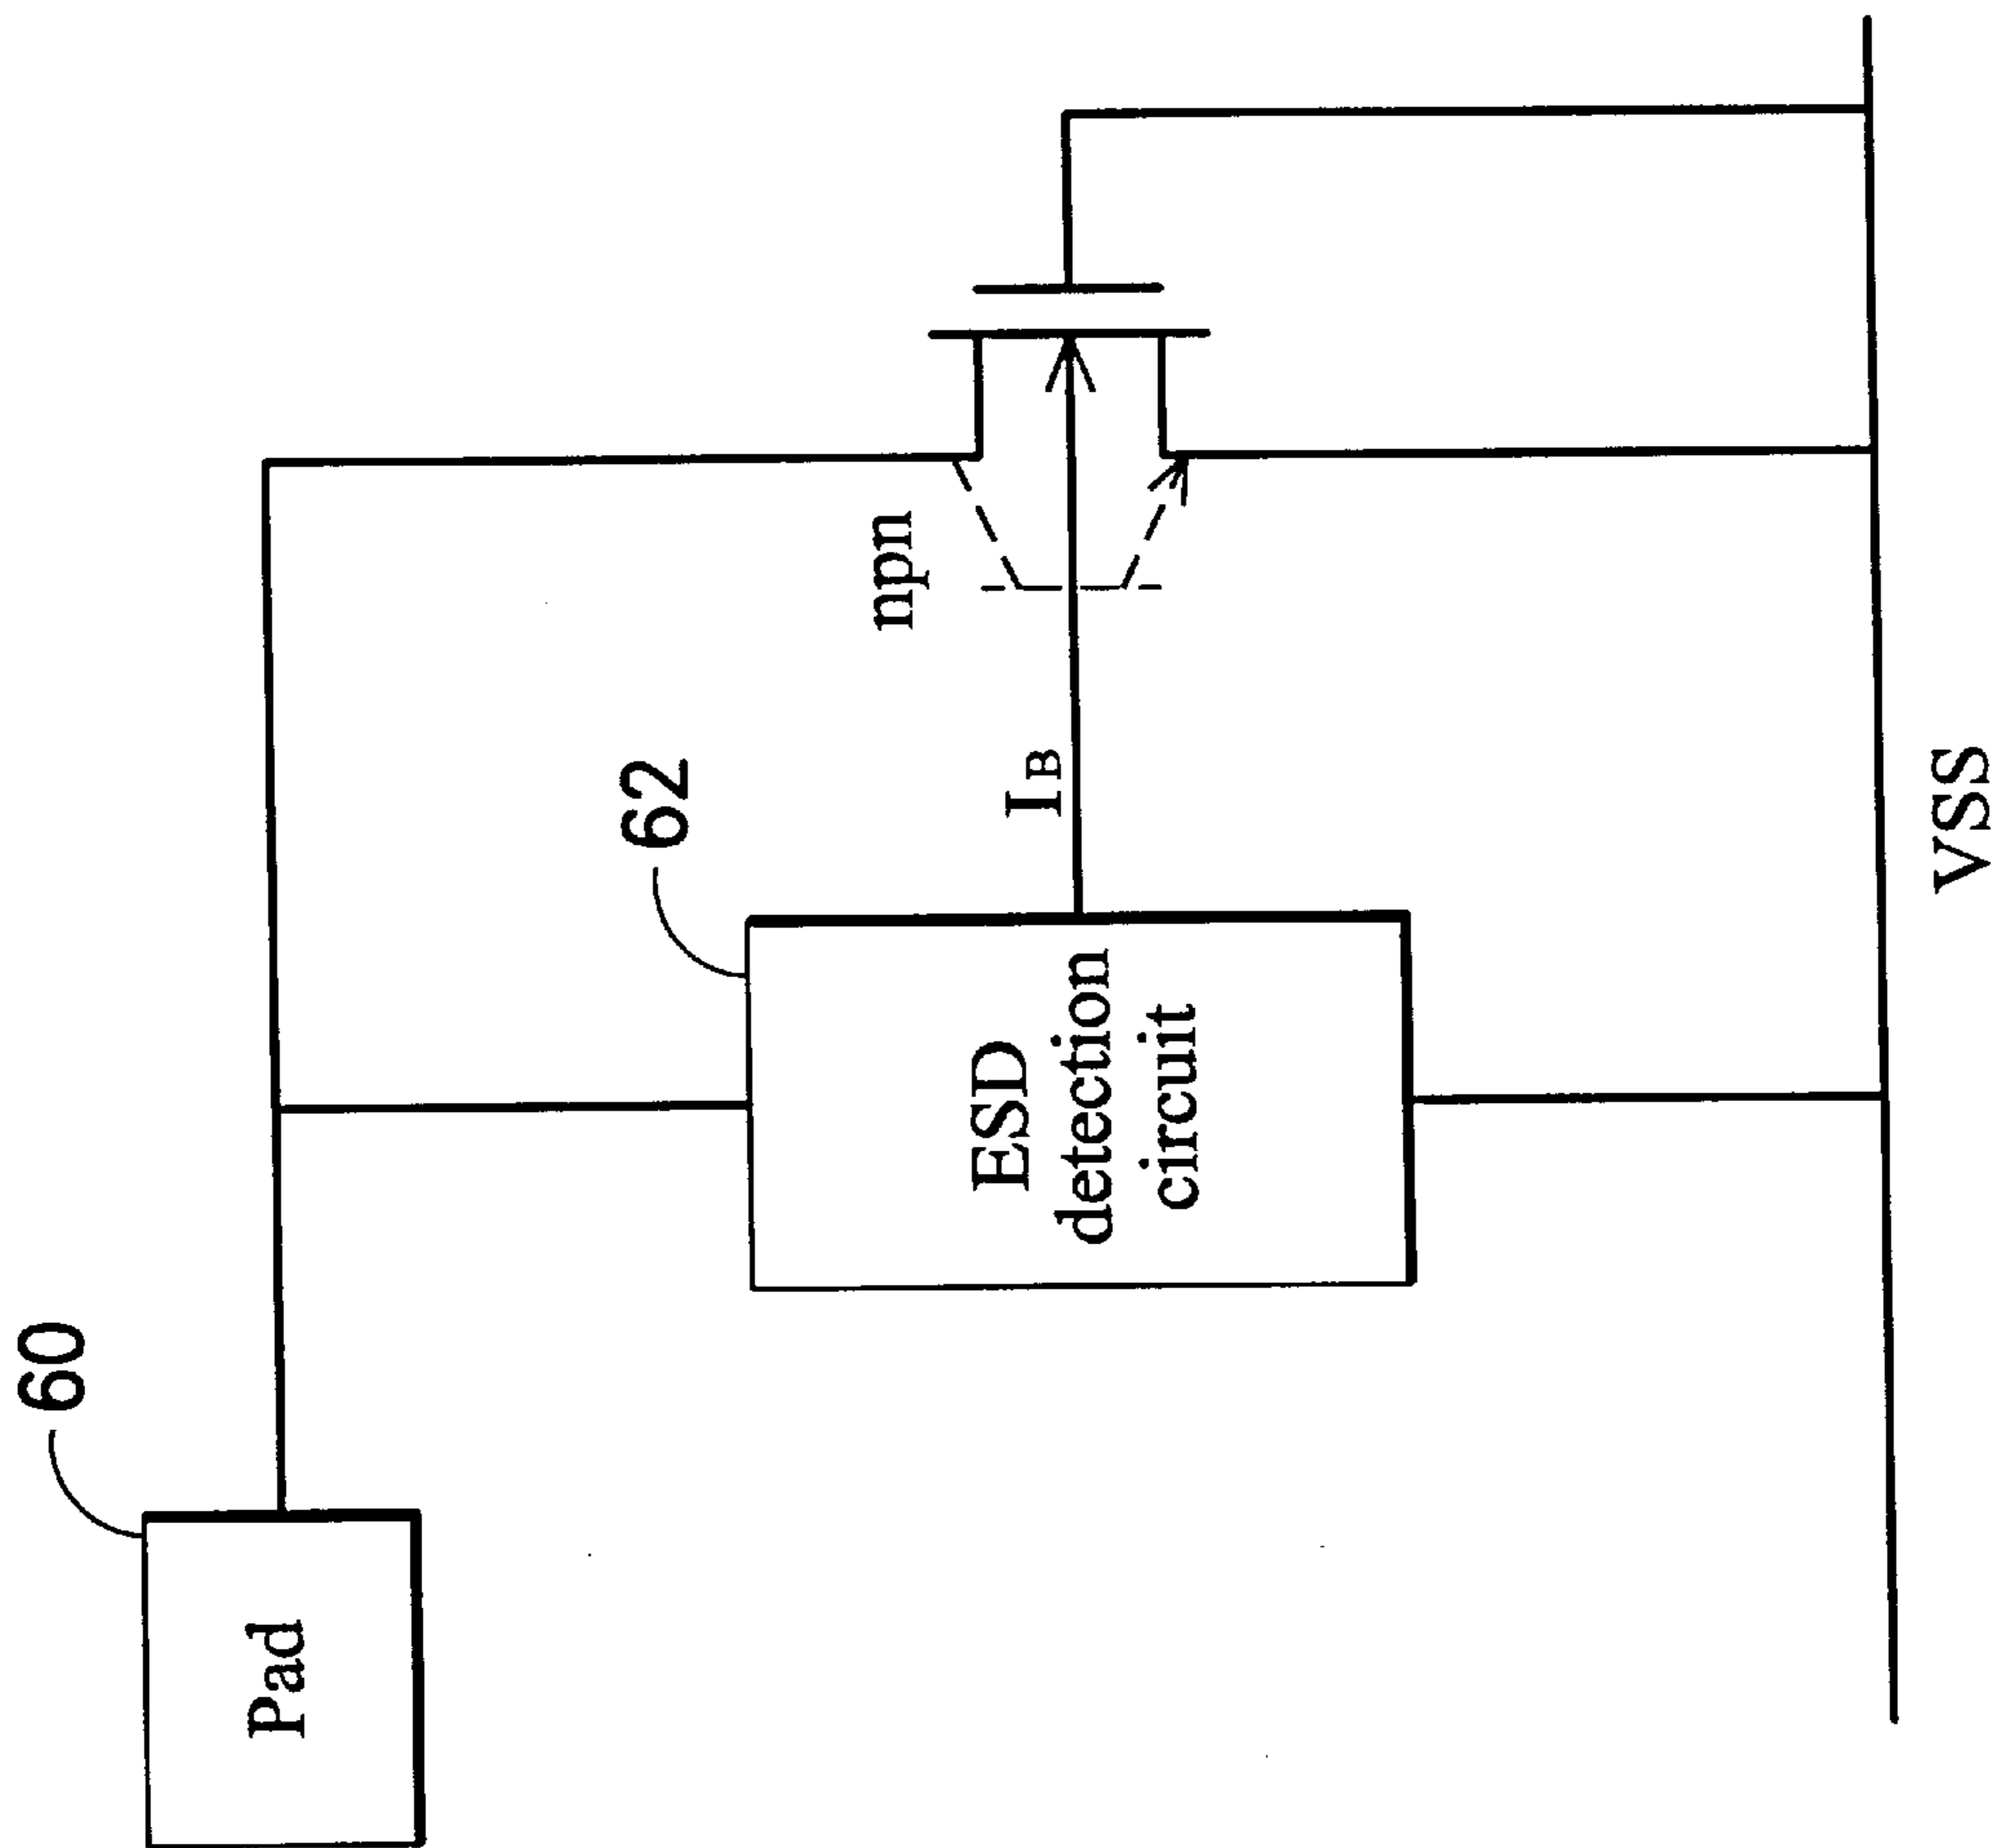 60
Pad
62
ESD
detection
circuit
IB
npn
VSS